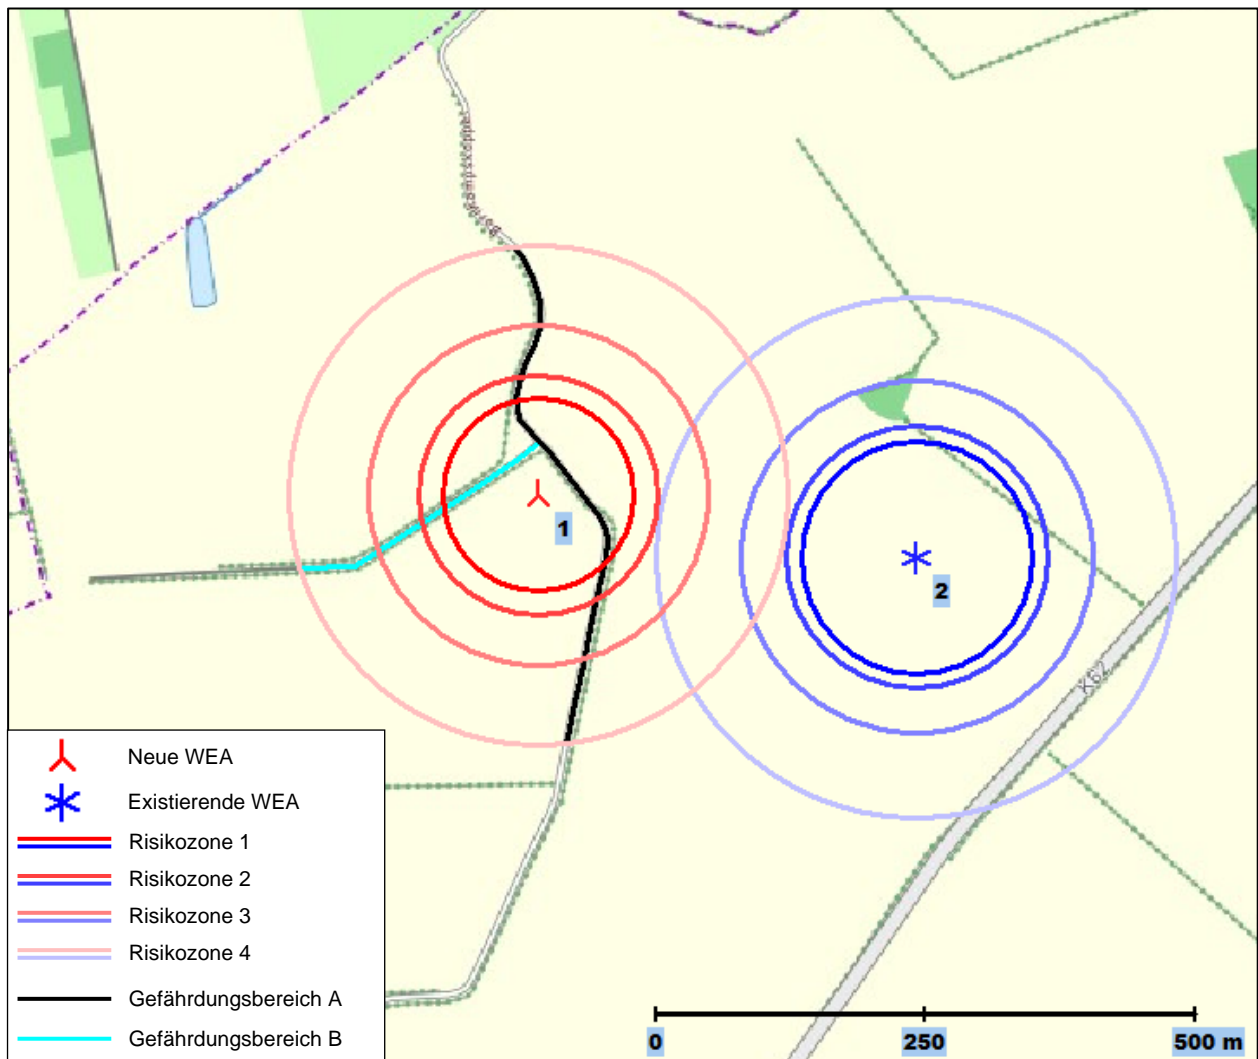 1
2
K62
Neue WEA
Existierende WEA
Risikozone 1
Risikozone 2
Risikozone 3
Risikozone 4
Gefährdungsbereich A
Gefährdungsbereich B
0
250
500 m